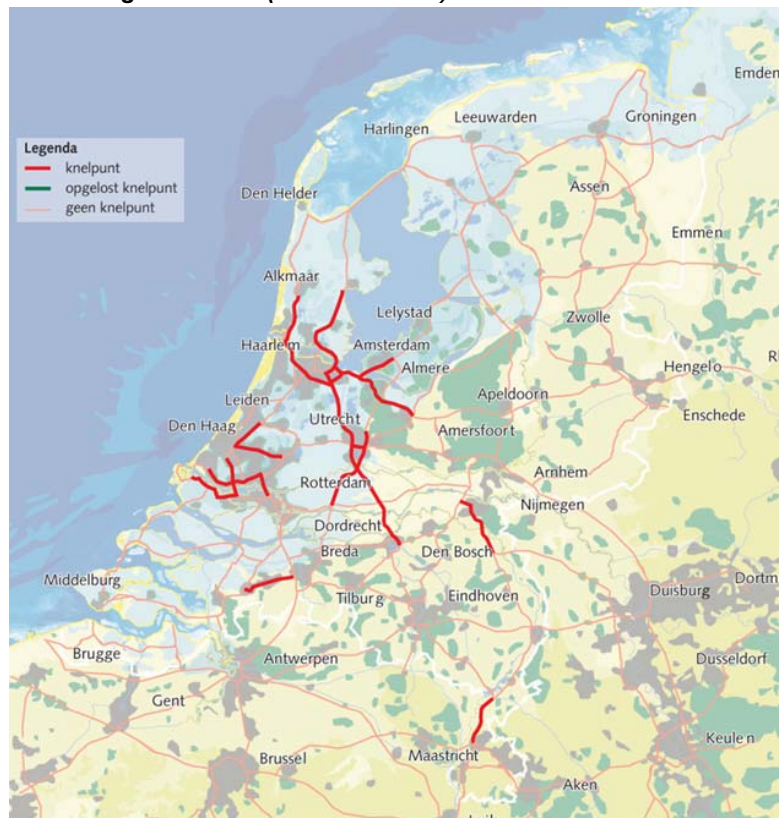 Emden
Leeuwarden
Groningen
Harlingen
Legenda
knelpunt
opgelost knelpunt
geen knelpunt
Den Helder
Assen
Emmen
Alkmaar
Lelystad
Zwolle
Haarlem
Amsterdam
Almere
Hengelo
Leiden
Apeldoorn
Enschede
Den Haag
Utrecht
Amersfoort
Arnhem
Rotterdam
Nijmegen
Dordrecht
Breda
Den Bosch
Middelburg
Tilburg
Eindhoven
Duisburg
Dortm
Brugge
Antwerpen
Dusseldorf
Gent
Maastricht
Keulen
Brussel
Aken